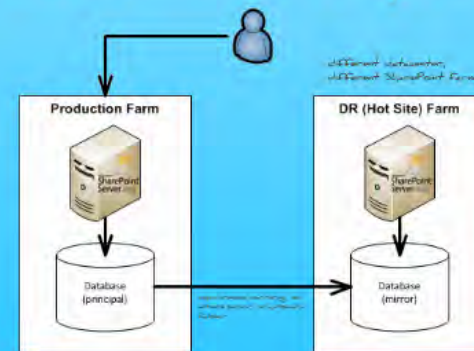 different datacenter,
different SharePoint Farm
Production Farm
SharePoint
Server
Database
(principal)
DR (Hot Site) Farm
SharePoint
Server
Database
(mirror)